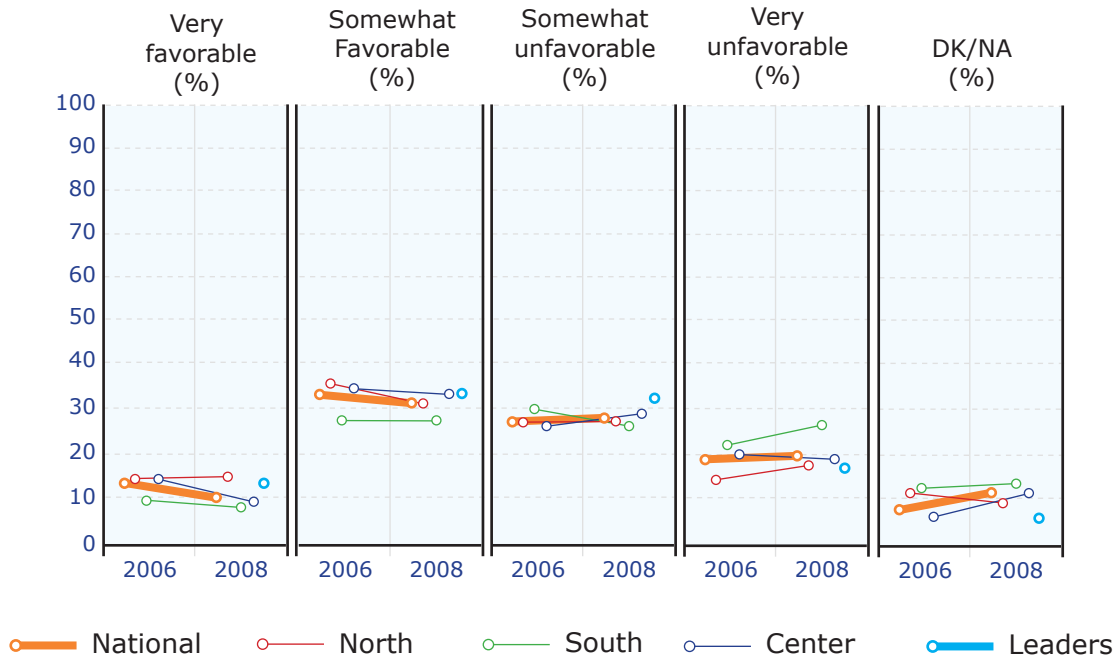 Very
favorable
(%)
Somewhat
Favorable
(%)
Somewhat
unfavorable
(%)
Very
unfavorable
(%)
DK/NA
(%)
100
90
80
70
60
50
40
30
20
10
0
2006 2008
2006 2008
2006 2008
2006 2008
2006 2008
National North South Center Leaders